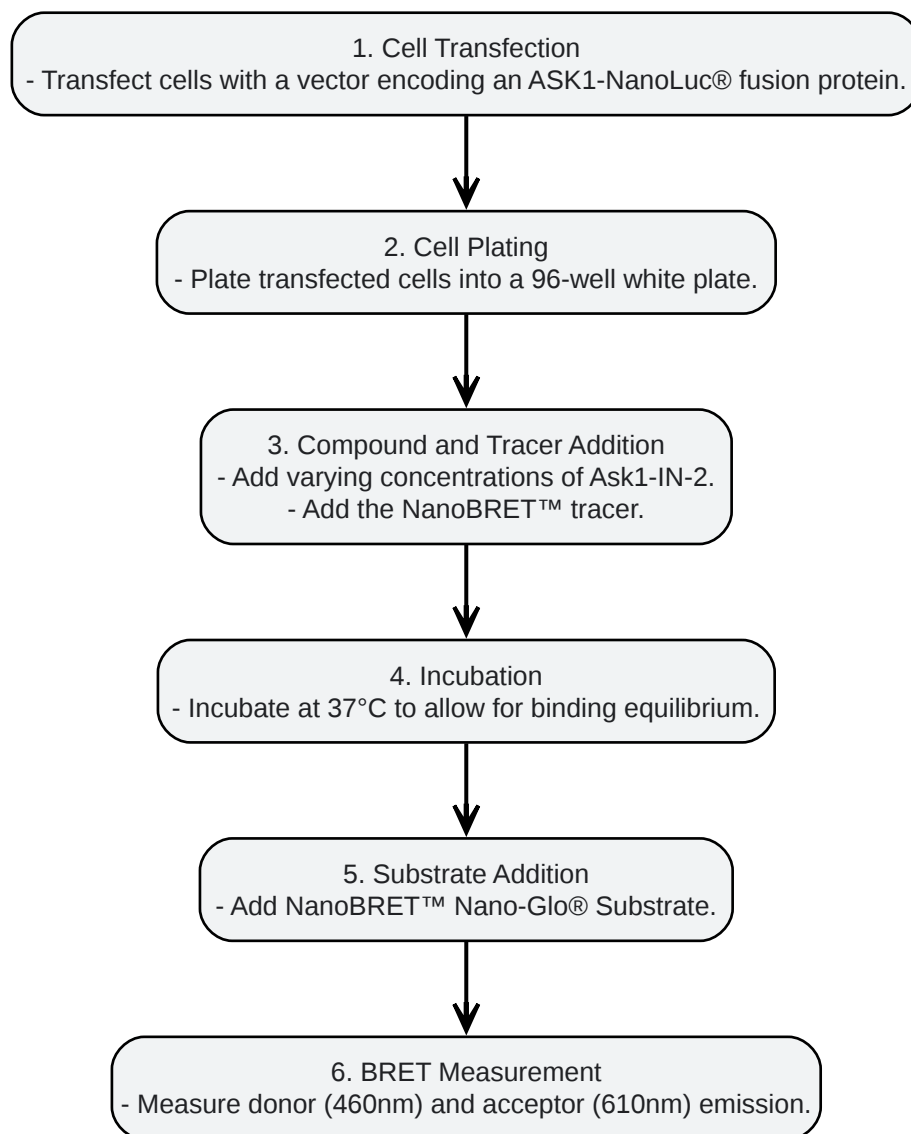 1. Cell Transfection
- Transfect cells with a vector encoding an ASK1-NanoLuc® fusion protein.
2. Cell Plating
- Plate transfected cells into a 96-well white plate.
3. Compound and Tracer Addition
- Add varying concentrations of Ask1-IN-2.
- Add the NanoBRET™ tracer.
4. Incubation
- Incubate at 37°C to allow for binding equilibrium.
5. Substrate Addition
- Add NanoBRET™ Nano-Glo® Substrate.
6. BRET Measurement
- Measure donor (460nm) and acceptor (610nm) emission.